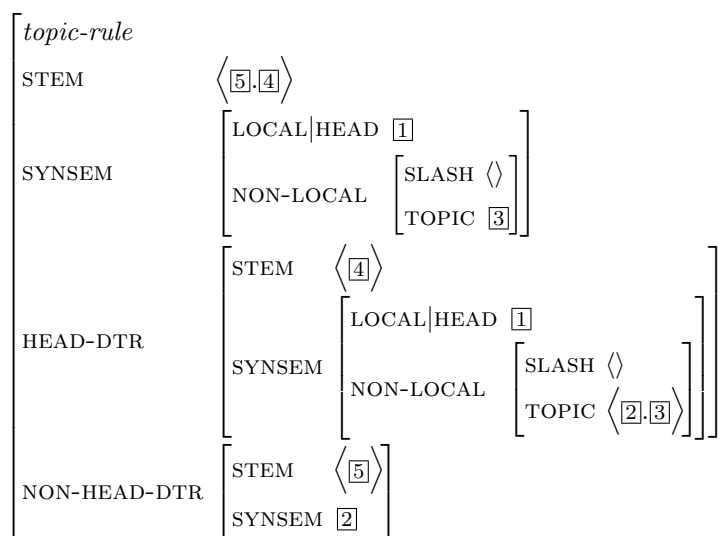 topic-rule
STEM ⟨[5].[4]⟩
SYNSEM
LOCAL|HEAD [1]
NON-LOCAL
SLASH ⟨⟩
TOPIC [3]
HEAD-DTR
STEM ⟨[4]⟩
SYNSEM
LOCAL|HEAD [1]
NON-LOCAL
SLASH ⟨⟩
TOPIC ⟨[2].[3]⟩
NON-HEAD-DTR
STEM ⟨[5]⟩
SYNSEM [2]